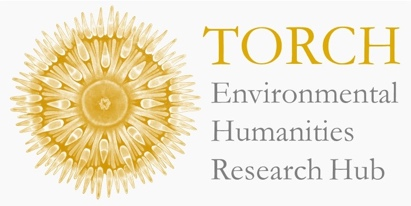 TORCH
Environmental
Humanities
Research Hub